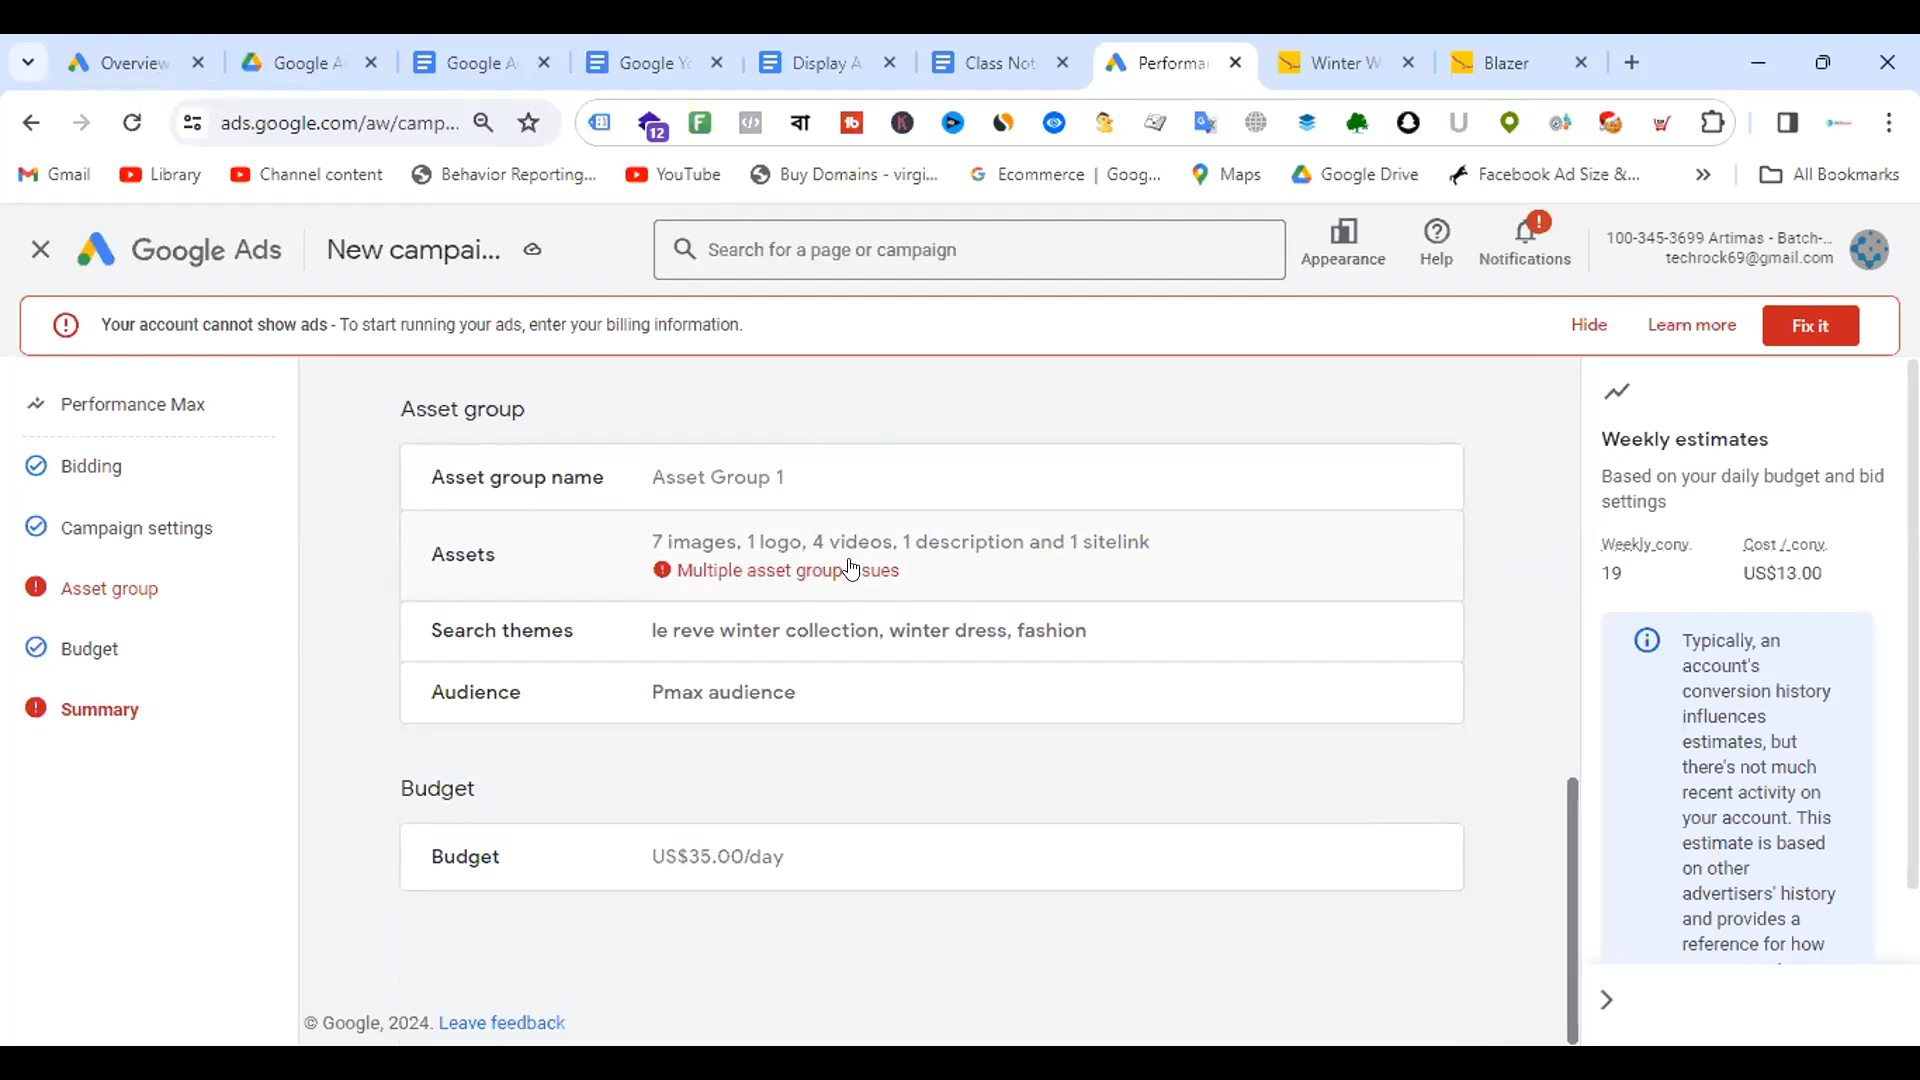 Overview
Google A
Google A
Google Yo
Display A
Class Not
Performa
Winter W
Blazer
ads.google.com/aw/camp...
12
বা
Gmail
Library
Channel content
Behavior Reporting...
YouTube
Buy Domains - virgi...
Ecommerce | Goog...
Maps
Google Drive
Facebook Ad Size &...
All Bookmarks
Google Ads
New campai...
Search for a page or campaign
Appearance
Help
Notifications
100-345-3699 Artimas - Batch-...
techrock69@gmail.com
Your account cannot show ads - To start running your ads, enter your billing information.
Hide
Learn more
Fix it
Performance Max
Bidding
Campaign settings
Asset group
Budget
Summary
Asset group
Asset group name
Asset Group 1
Assets
7 images, 1 logo, 4 videos, 1 description and 1 sitelink
Multiple asset group ssues
Search themes
le reve winter collection, winter dress, fashion
Audience
Pmax audience
Budget
Budget
US$35.00/day
© Google, 2024. Leave feedback
Weekly estimates
Based on your daily budget and bid
settings
Weekly conv.
Cost / conv.
19
US$13.00
Typically, an
account's
conversion history
influences
estimates, but
there's not much
recent activity on
your account. This
estimate is based
on other
advertisers' history
and provides a
reference for how